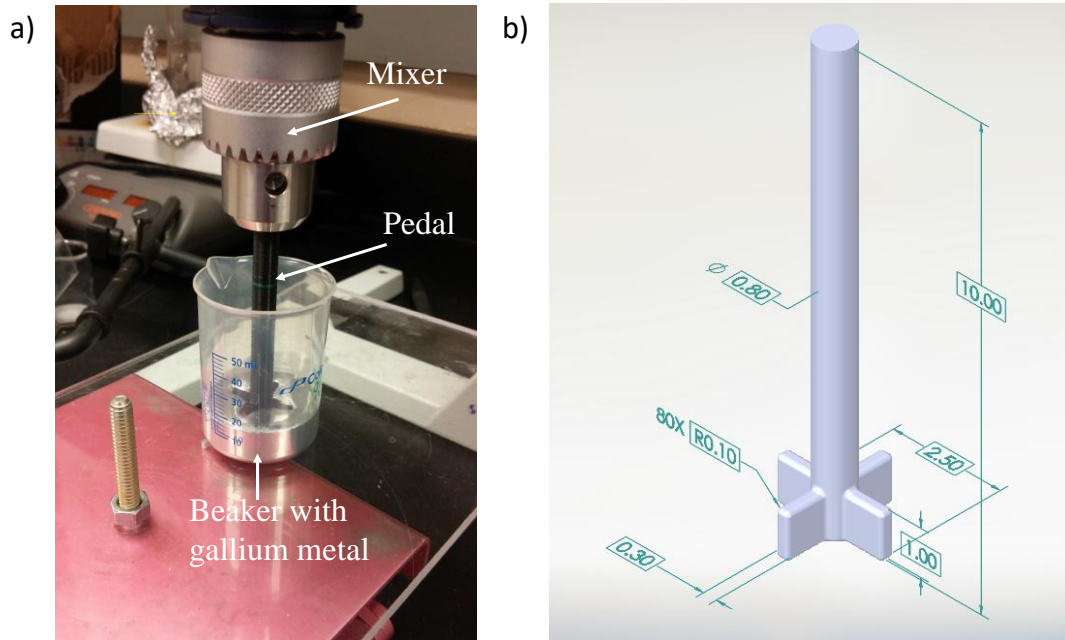 a)
Mixer
Pedal
50 ml
40
30
20
10
Beaker with
gallium metal
b)
⌀ 0.80
10.00
80X R0.10
2.50
1.00
0.30